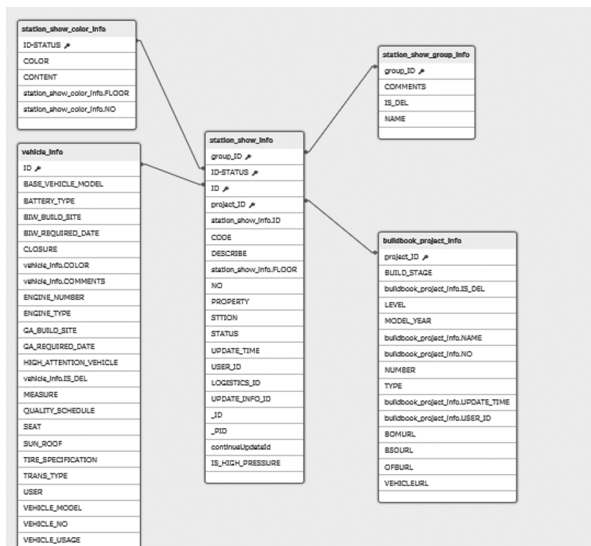 station_show_color_info
ID-STATUS
COLOR
CONTENT
station_show_color_info.FLOOR
station_show_color_info.NO
vehicle_info
ID
BASE_VEHICLE_MODEL
BATTERY_TYPE
BIW_BUILD_SITE
BIW_REQUIRED_DATE
CLOSURE
vehicle_info.COLOR
vehicle_info.COMMENTS
ENGINE_NUMBER
ENGINE_TYPE
GA_BUILD_SITE
GA_REQUIRED_DATE
HIGH_ATTENTION_VEHICLE
vehicle_info.IS_DEL
MEASURE
QUALITY_SCHEDULE
SEAT
SUN_ROOF
TIRE_SPECIFICATION
TRANS_TYPE
USER
VEHICLE_MODEL
VEHICLE_NO
VEHICLE_USAGE
station_show_info
group_ID
ID-STATUS
ID
project_ID
station_show_info.ID
CODE
DESCRIBE
station_show_info.FLOOR
NO
PROPERTY
STTION
STATUS
UPDATE_TIME
USER_ID
LOGISTICS_ID
UPDATE_INFO_ID
_ID
_PID
continueUpdateId
IS_HIGH_PRESSURE
station_show_group_info
group_ID
COMMENTS
IS_DEL
NAME
buildbook_project_info
project_ID
BUILD_STAGE
buildbook_project_info.IS_DEL
LEVEL
MODEL_YEAR
buildbook_project_info.NAME
buildbook_project_info.NO
NUMBER
TYPE
buildbook_project_info.UPDATE_TIME
buildbook_project_info.USER_ID
BOMURL
BSOURL
OFBURL
VEHICLEURL